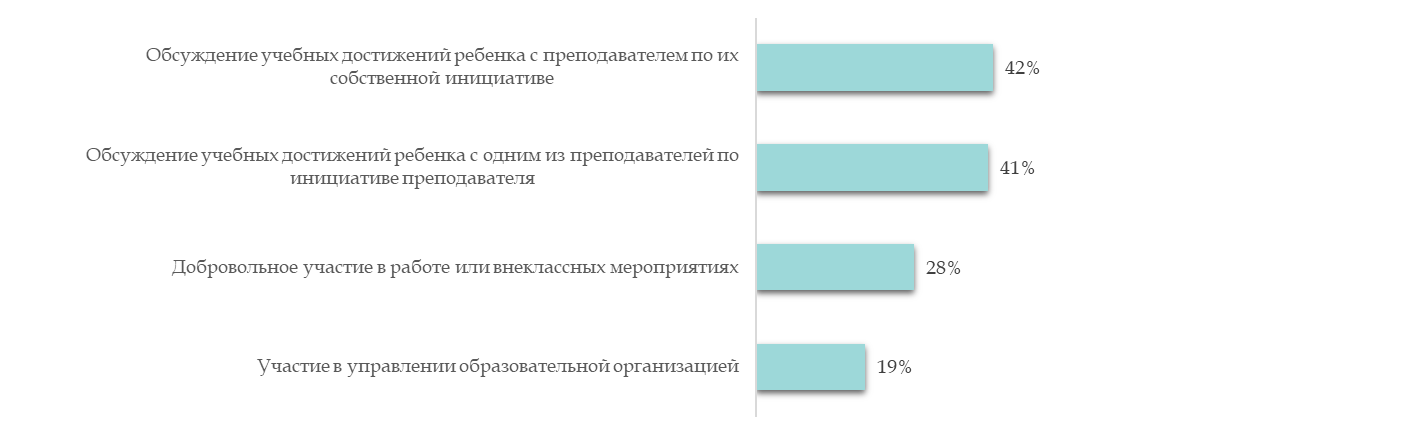 Обсуждение учебных достижений ребенка с преподавателем по их
собственной инициативе
42%
Обсуждение учебных достижений ребенка с одним из преподавателей по
инициативе преподавателя
41%
Добровольное участие в работе или внеклассных мероприятиях
28%
Участие в управлении образовательной организацией
19%